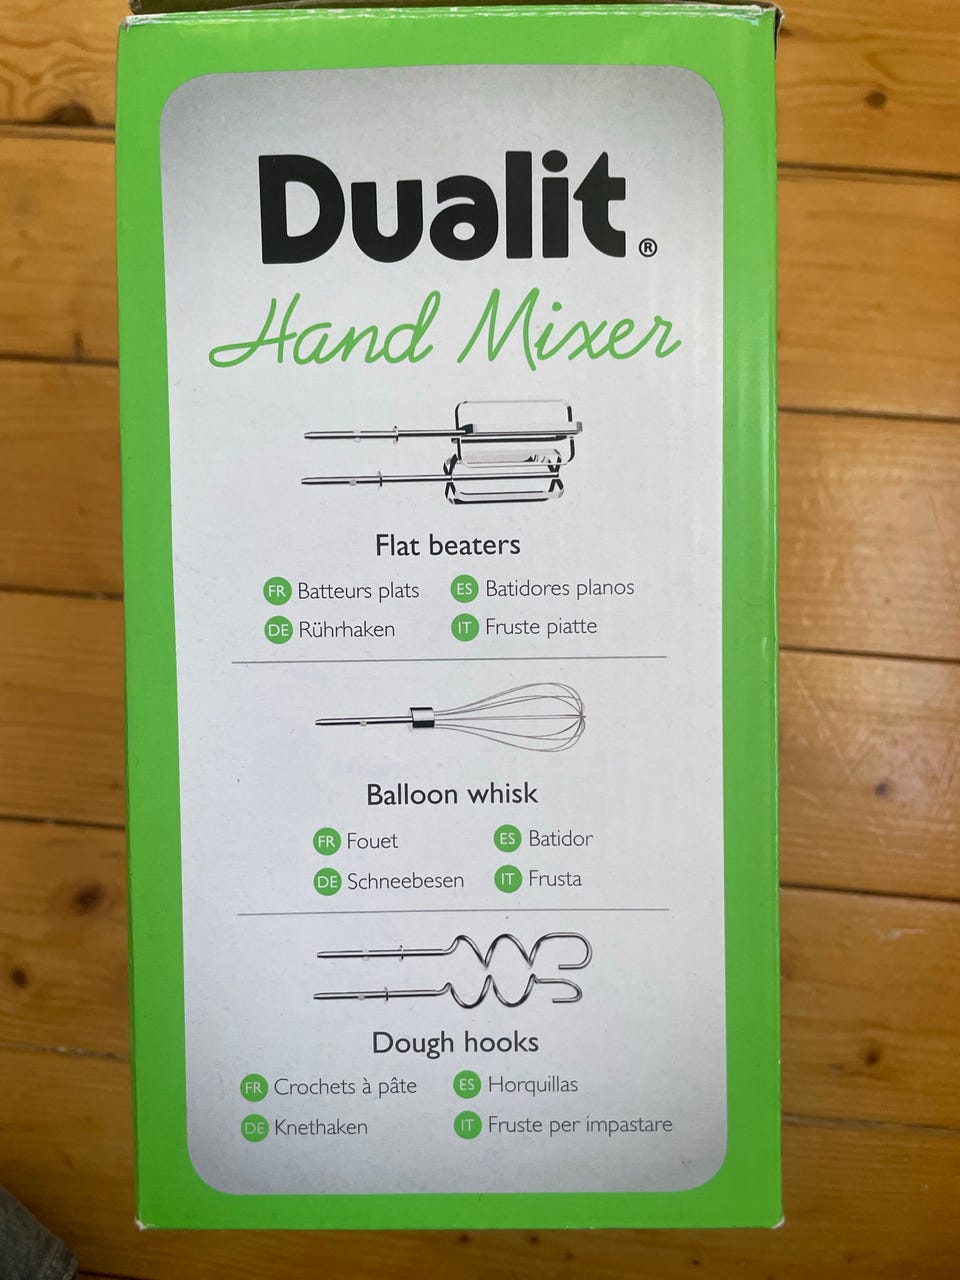 Dualit®
Hand Mixer
Flat beaters
FR Batteurs plats ES Batidores planos
DE Rührhaken IT Fruste piatte
Balloon whisk
FR Fouet ES Batidor
DE Schneebesen IT Frusta
Dough hooks
FR Crochets à pâte ES Horquillas
DE Knethaken IT Fruste per impastare